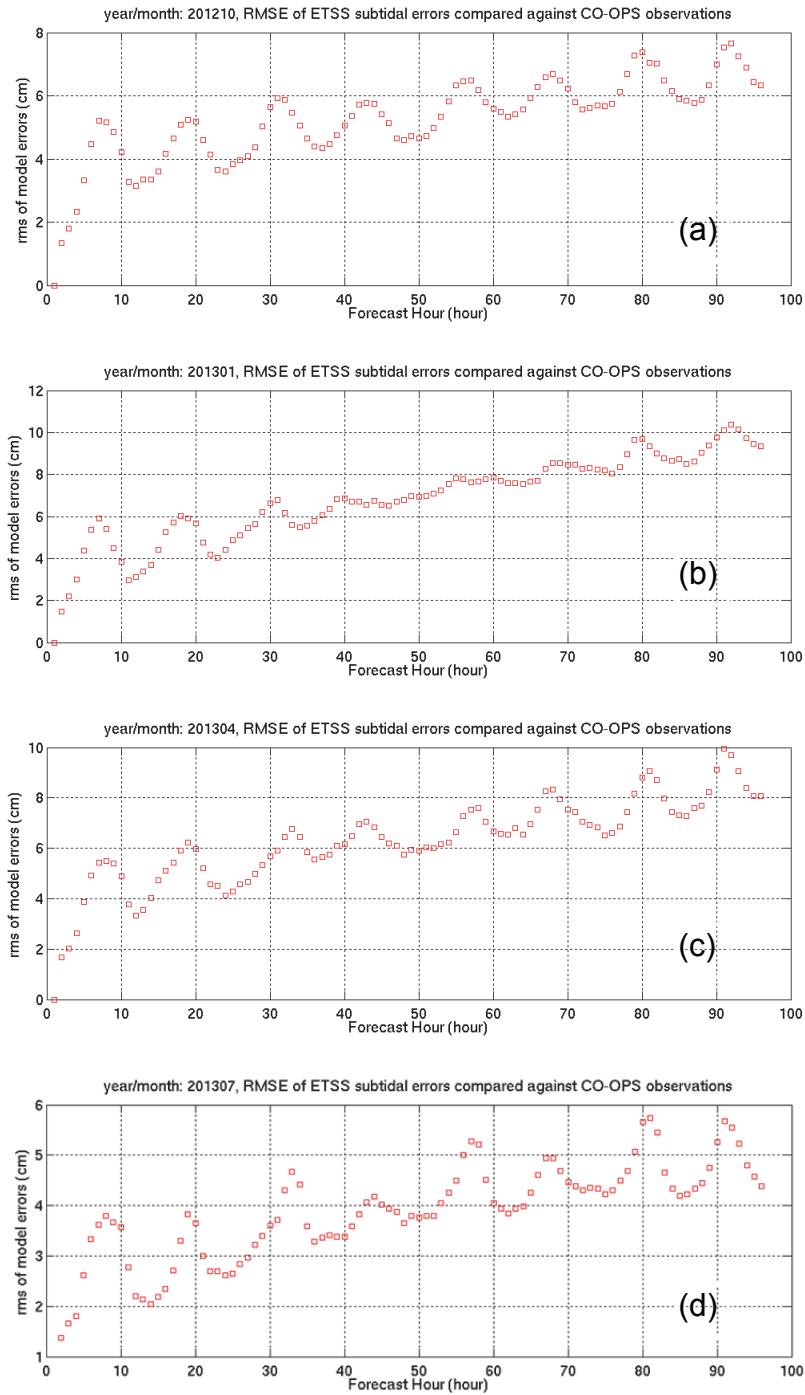 year/month: 201210, RMSE of ETSS subtidal errors compared against CO-OPS observations
8
6
4
2
0
rms of model errors (cm)
(a)
0 10 20 30 40 50 60 70 80 90 100
Forecast Hour (hour)
year/month: 201301, RMSE of ETSS subtidal errors compared against CO-OPS observations
12
10
8
6
4
2
0
rms of model errors (cm)
(b)
0 10 20 30 40 50 60 70 80 90 100
Forecast Hour (hour)
year/month: 201304, RMSE of ETSS subtidal errors compared against CO-OPS observations
10
8
6
4
2
0
rms of model errors (cm)
(c)
0 10 20 30 40 50 60 70 80 90 100
Forecast Hour (hour)
year/month: 201307, RMSE of ETSS subtidal errors compared against CO-OPS observations
6
5
4
3
2
1
rms of model errors (cm)
(d)
0 10 20 30 40 50 60 70 80 90 100
Forecast Hour (hour)